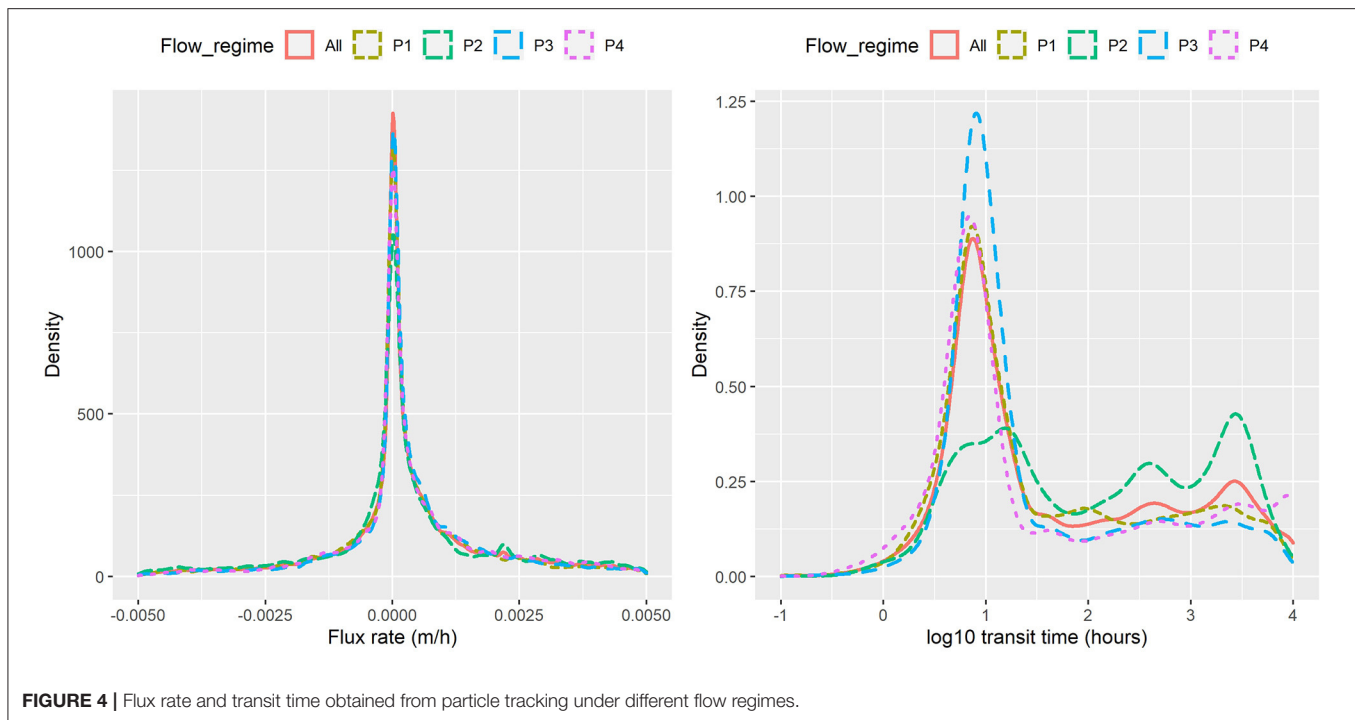 Flow_regime All P1 P2 P3 P4
Density
1000
500
0
-0.0050 -0.0025 0.0000 0.0025 0.0050
Flux rate (m/h)
Flow_regime All P1 P2 P3 P4
Density
1.25
1.00
0.75
0.50
0.25
0.00
-1 0 1 2 3 4
log10 transit time (hours)
FIGURE 4 | Flux rate and transit time obtained from particle tracking under different flow regimes.